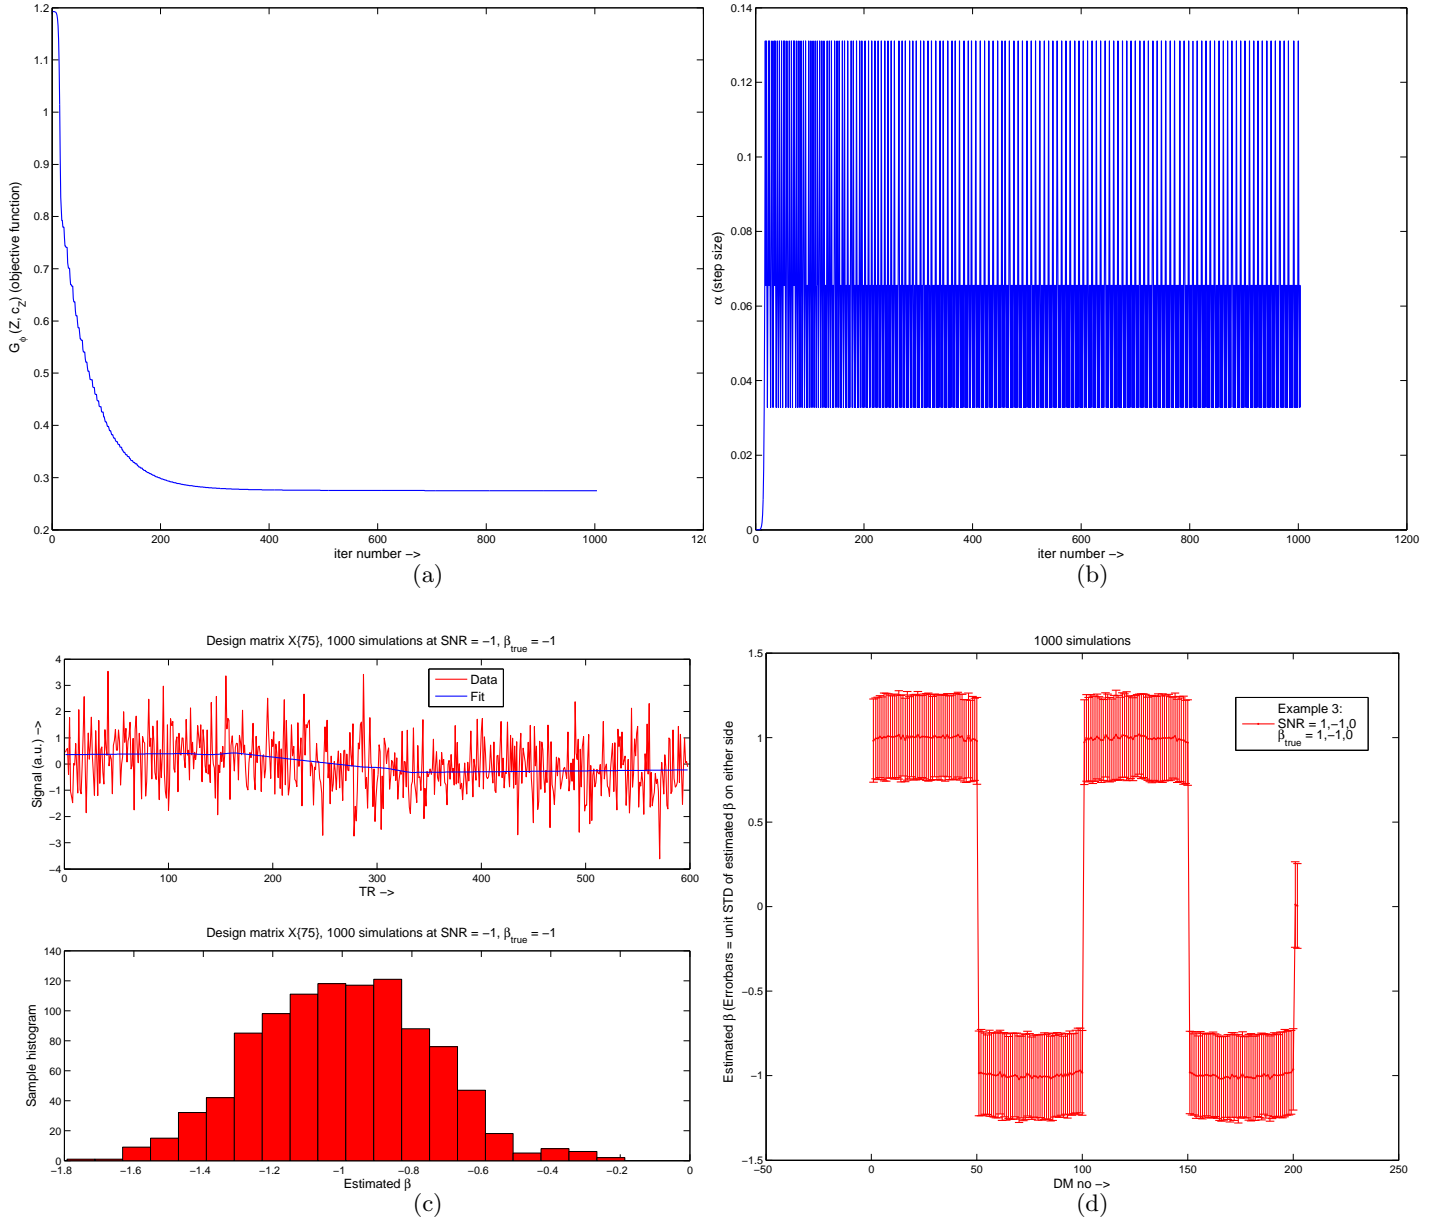 1.2
1.1
1
0.9
0.8
0.7
0.6
0.5
0.4
0.3
0.2
G_ϕ (Z, c_Z) (objective function)
0 200 400 600 800 1000 120
iter number −>
(a)
0.14
0.12
0.1
0.08
0.06
0.04
0.02
0
α (step size)
0 200 400 600 800 1000 1200
iter number −>
(b)
Design matrix X{75}, 1000 simulations at SNR = −1, β_true = −1
4
3
2
1
0
−1
−2
−3
−4
Signal (a.u.) −>
Data
Fit
0 100 200 300 400 500 600
TR −>
Design matrix X{75}, 1000 simulations at SNR = −1, β_true = −1
140
120
100
80
60
40
20
0
Sample histogram
−1.8 −1.6 −1.4 −1.2 −1 −0.8 −0.6 −0.4 −0.2 0
Estimated β
(c)
1000 simulations
1.5
1
0.5
0
−0.5
−1
−1.5
Estimated β (Errorbars = unit STD of estimated β on either side
Example 3:
SNR = 1,−1,0
β_true = 1,−1,0
−50 0 50 100 150 200 250
DM no −>
(d)